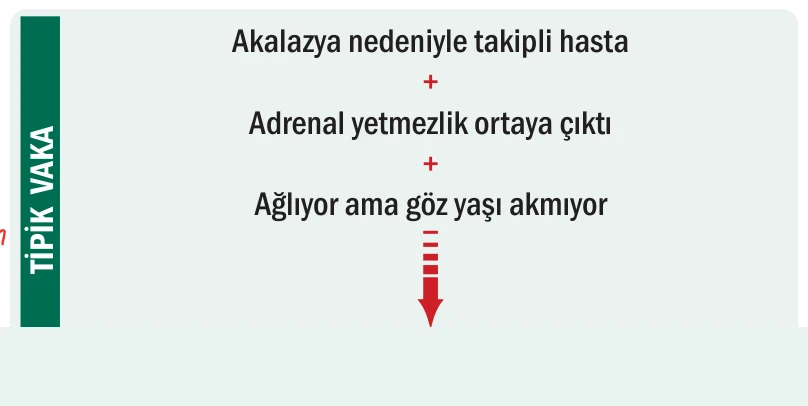 TİPİK VAKA
Akalazya nedeniyle takipli hasta
+
Adrenal yetmezlik ortaya çıktı
+
Ağlıyor ama göz yaşı akmıyor